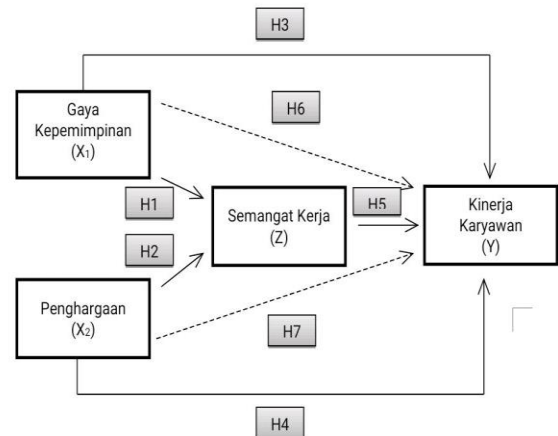 H3
Gaya
Kepemimpinan
(X₁)
H6
H1
Semangat Kerja
(Z)
H5
Kinerja
Karyawan
(Y)
H2
Penghargaan
(X₂)
H7
H4